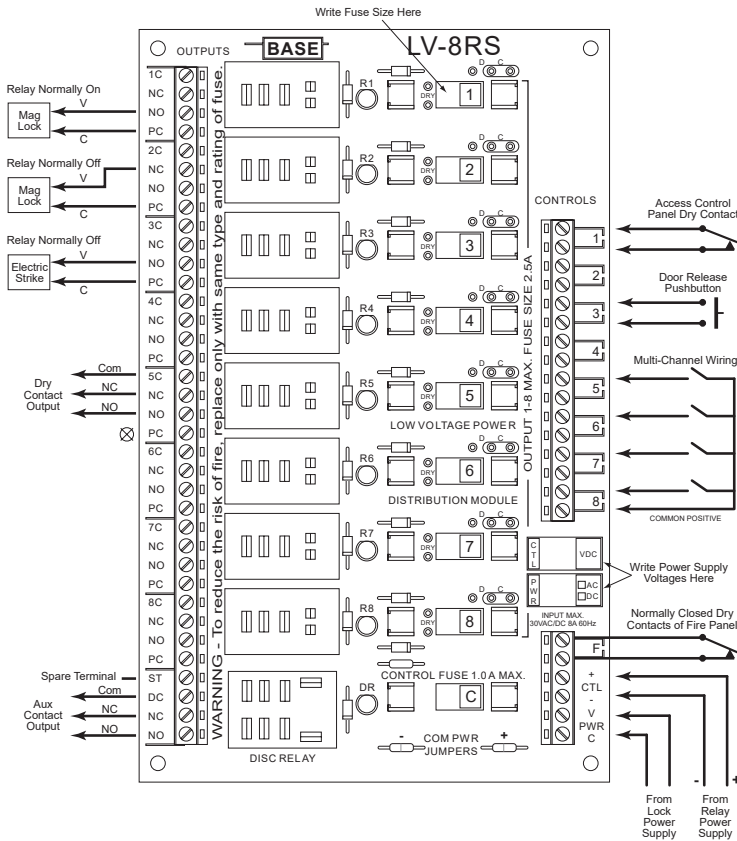 Write Fuse Size Here
OUTPUTS
BASE
LV-8RS
1C
NC
NO
PC
2C
NC
NO
PC
3C
NC
NO
PC
4C
NC
NO
PC
5C
NC
NO
PC
6C
NC
NO
PC
7C
NC
NO
PC
8C
NC
NO
PC
ST
DC
NC
NO
Relay Normally On
V
Mag Lock
C
Relay Normally Off
V
Mag Lock
C
Relay Normally Off
V
Electric Strike
C
Com
Dry Contact Output
NC
NO
Spare Terminal
Com
Aux Contact Output
NC
NO
WARNING - To reduce the risk of fire, replace only with same type and rating of fuse.
R1
DRY
D C
1
R2
DRY
D C
2
R3
DRY
D C
3
R4
DRY
D C
4
R5
DRY
D C
5
LOW VOLTAGE POWER
R6
DRY
D C
6
DISTRIBUTION MODULE
R7
DRY
D C
7
R8
DRY
D C
8
CONTROL FUSE 1.0A MAX.
DR
C
DISC RELAY
-
COM PWR
JUMPERS
+
OUTPUT 1-8 MAX. FUSE SIZE 2.5A
CONTROLS
1
2
3
4
5
6
7
8
CTL
VDC
PWR
AC
DC
INPUT MAX.
30VAC/DC 8A 60Hz
F
+
CTL
-
V
PWR
C
Access Control
Panel Dry Contact
Door Release
Pushbutton
Multi-Channel Wiring
COMMON POSITIVE
Write Power Supply
Voltages Here
Normally Closed Dry
Contacts of Fire Panel
- +
From
Lock
Power
Supply
From
Relay
Power
Supply